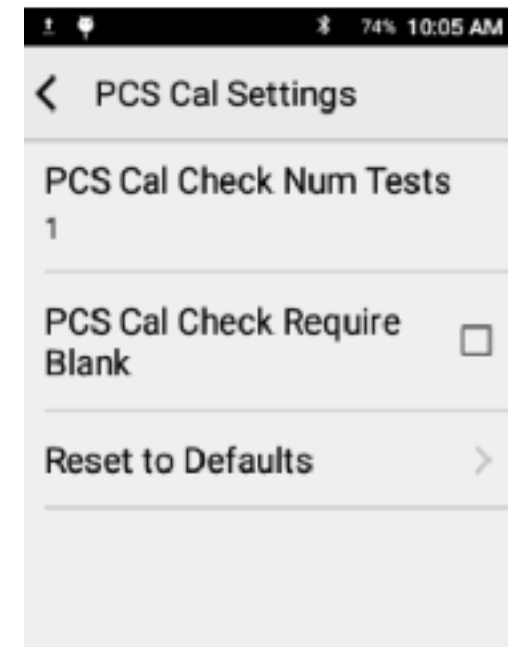 74% 10:05 AM
PCS Cal Settings
PCS Cal Check Num Tests
1
PCS Cal Check Require
Blank
Reset to Defaults